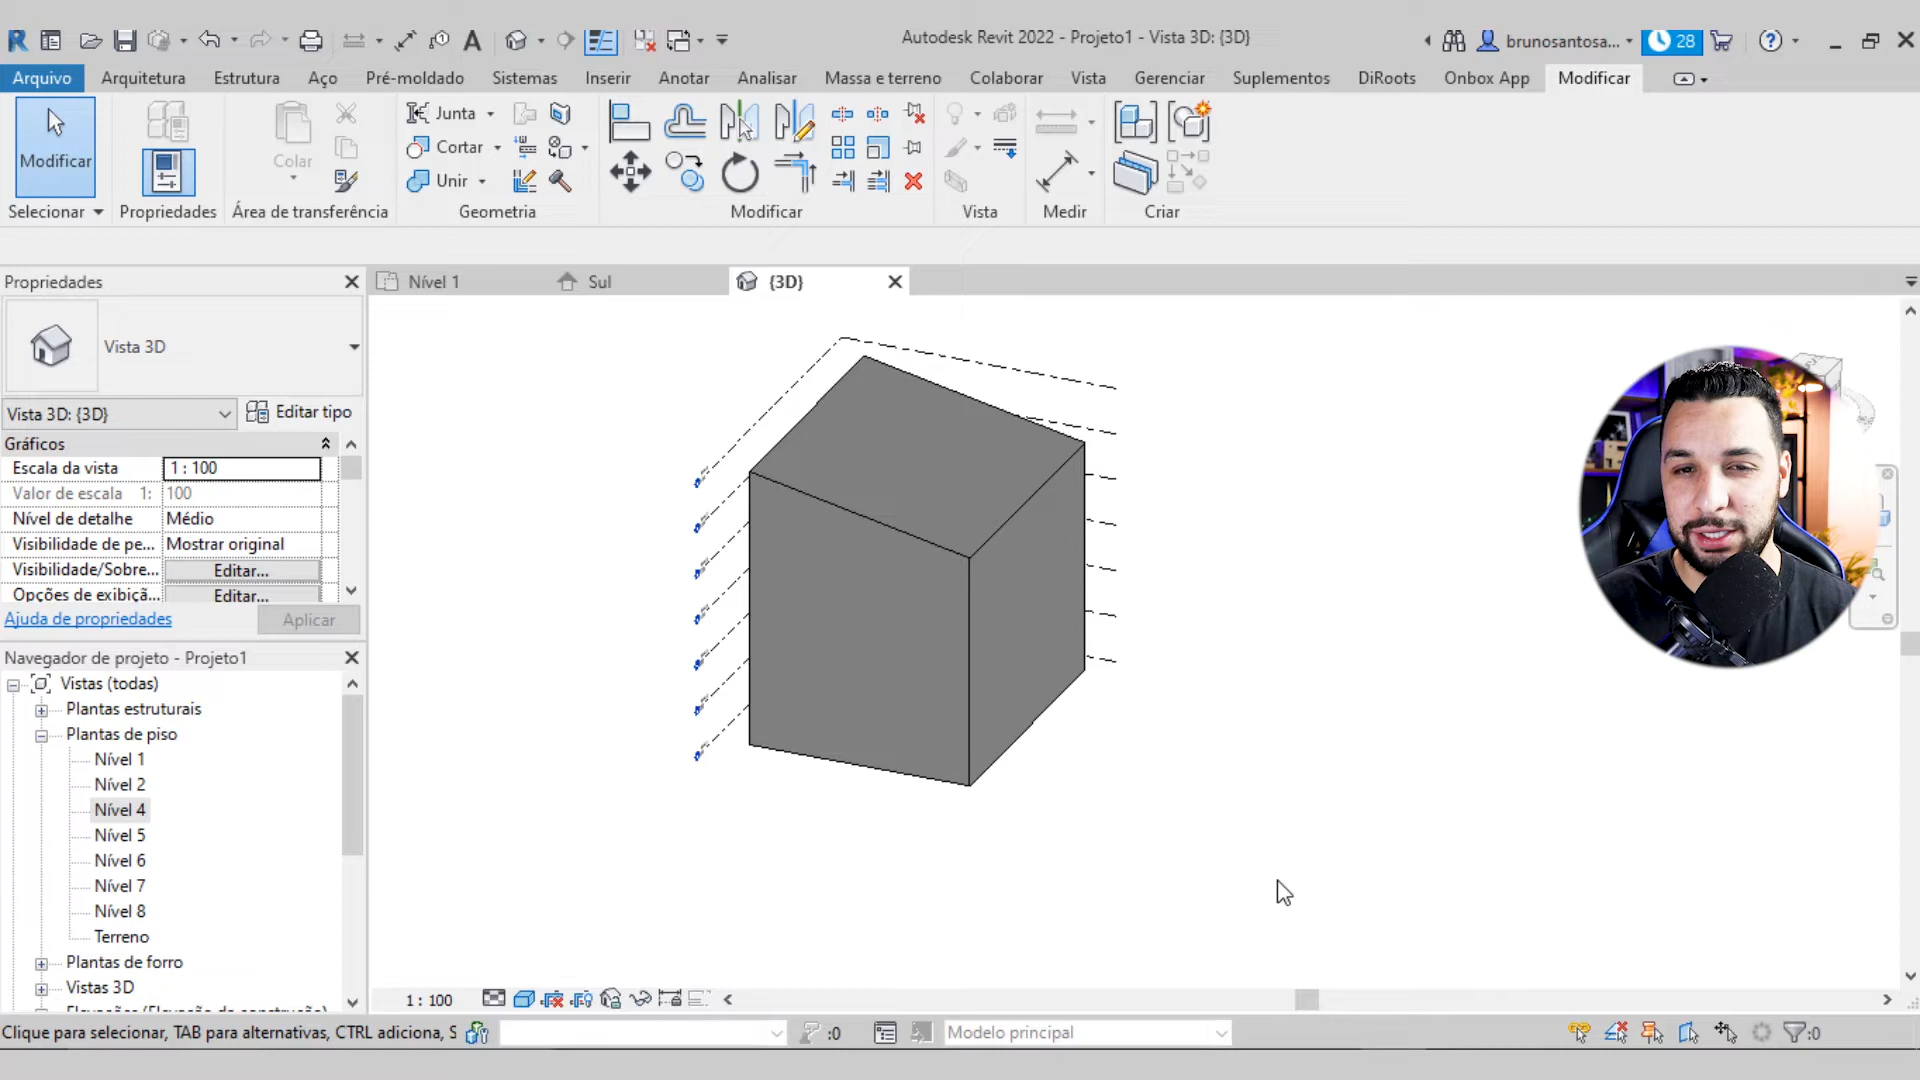 Autodesk Revit 2022 - Projeto1 - Vista 3D: {3D}
brunosantosa...
28
Arquivo Arquitetura Estrutura Aço Pré-moldado Sistemas Inserir Anotar Analisar Massa e terreno Colaborar Vista Gerenciar Suplementos DiRoots Onbox App Modificar
Modificar
Colar
Junta
Cortar
Unir
Selecionar Propriedades Área de transferência Geometria Modificar Vista Medir Criar
Propriedades
Nível 1
Sul
{3D}
Vista 3D
Vista 3D: {3D}
Editar tipo
Gráficos
Escala da vista 1 : 100
Valor de escala 1: 100
Nível de detalhe Médio
Visibilidade de pe... Mostrar original
Visibilidade/Sobre... Editar...
Opções de exibiçã... Editar...
Ajuda de propriedades
Aplicar
Navegador de projeto - Projeto1
Vistas (todas)
Plantas estruturais
Plantas de piso
Nível 1
Nível 2
Nível 4
Nível 5
Nível 6
Nível 7
Nível 8
Terreno
Plantas de forro
Vistas 3D
1 : 100
Clique para selecionar, TAB para alternativas, CTRL adiciona, S
:0
Modelo principal
:0